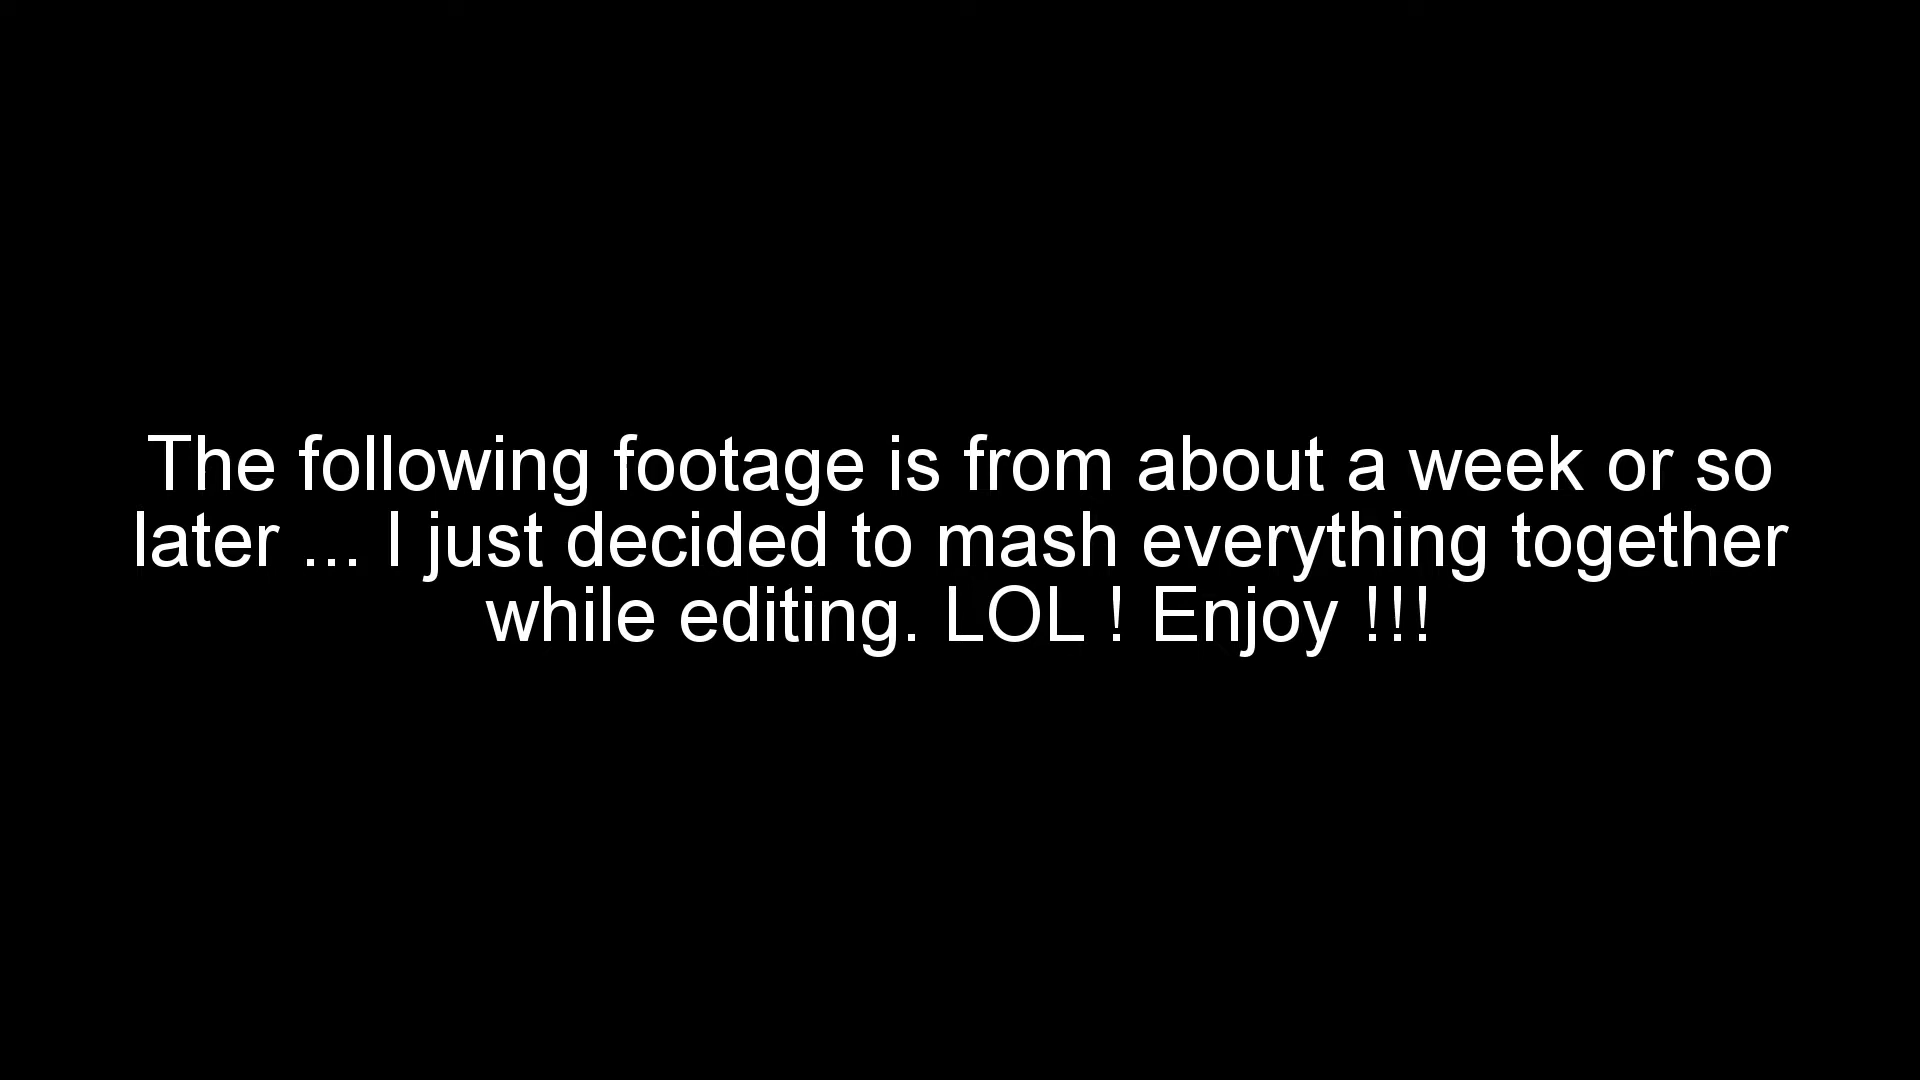 The following footage is from about a week or so
later ... I just decided to mash everything together
while editing. LOL ! Enjoy !!!